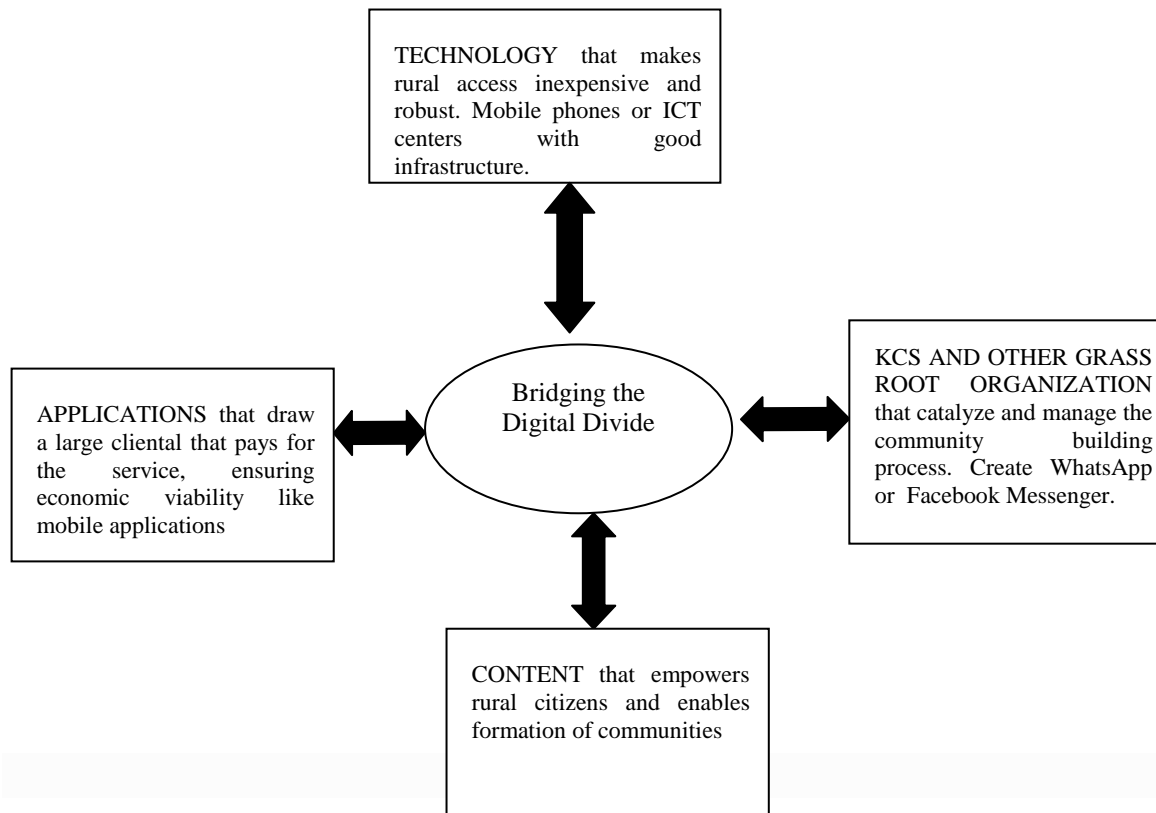 TECHNOLOGY that makes
rural access inexpensive and
robust. Mobile phones or ICT
centers with good
infrastructure.
Bridging the
Digital Divide
APPLICATIONS that draw
a large cliental that pays for
the service, ensuring
economic viability like
mobile applications
KCS AND OTHER GRASS
ROOT ORGANIZATION
that catalyze and manage the
community building
process. Create WhatsApp
or Facebook Messenger.
CONTENT that empowers
rural citizens and enables
formation of communities